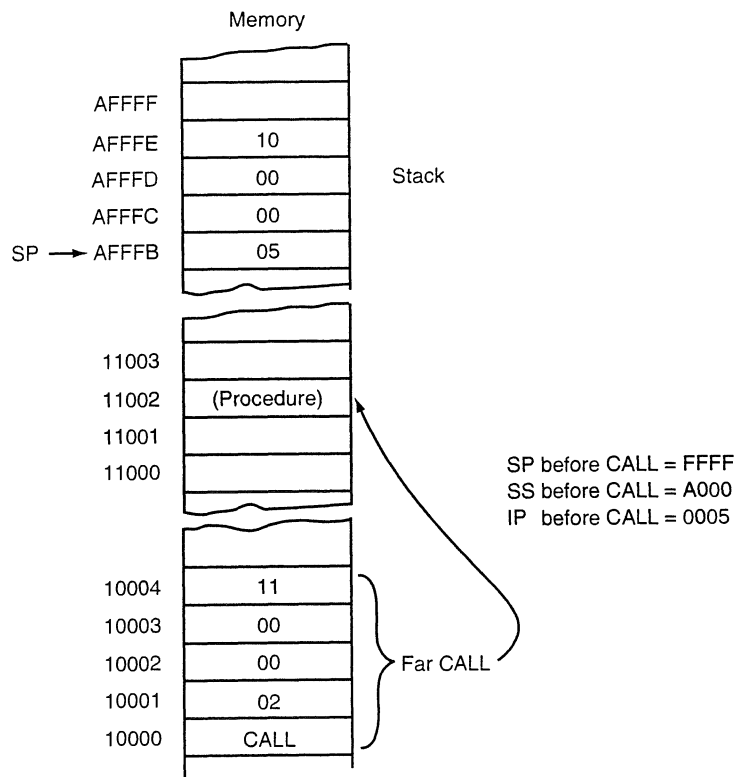 Memory
AFFFF
AFFFE 10
AFFFD 00 Stack
AFFFC 00
SP AFFFB 05
11003
11002 (Procedure)
11001
11000
SP before CALL = FFFF
SS before CALL = A000
IP before CALL = 0005
10004 11
10003 00
10002 00 Far CALL
10001 02
10000 CALL